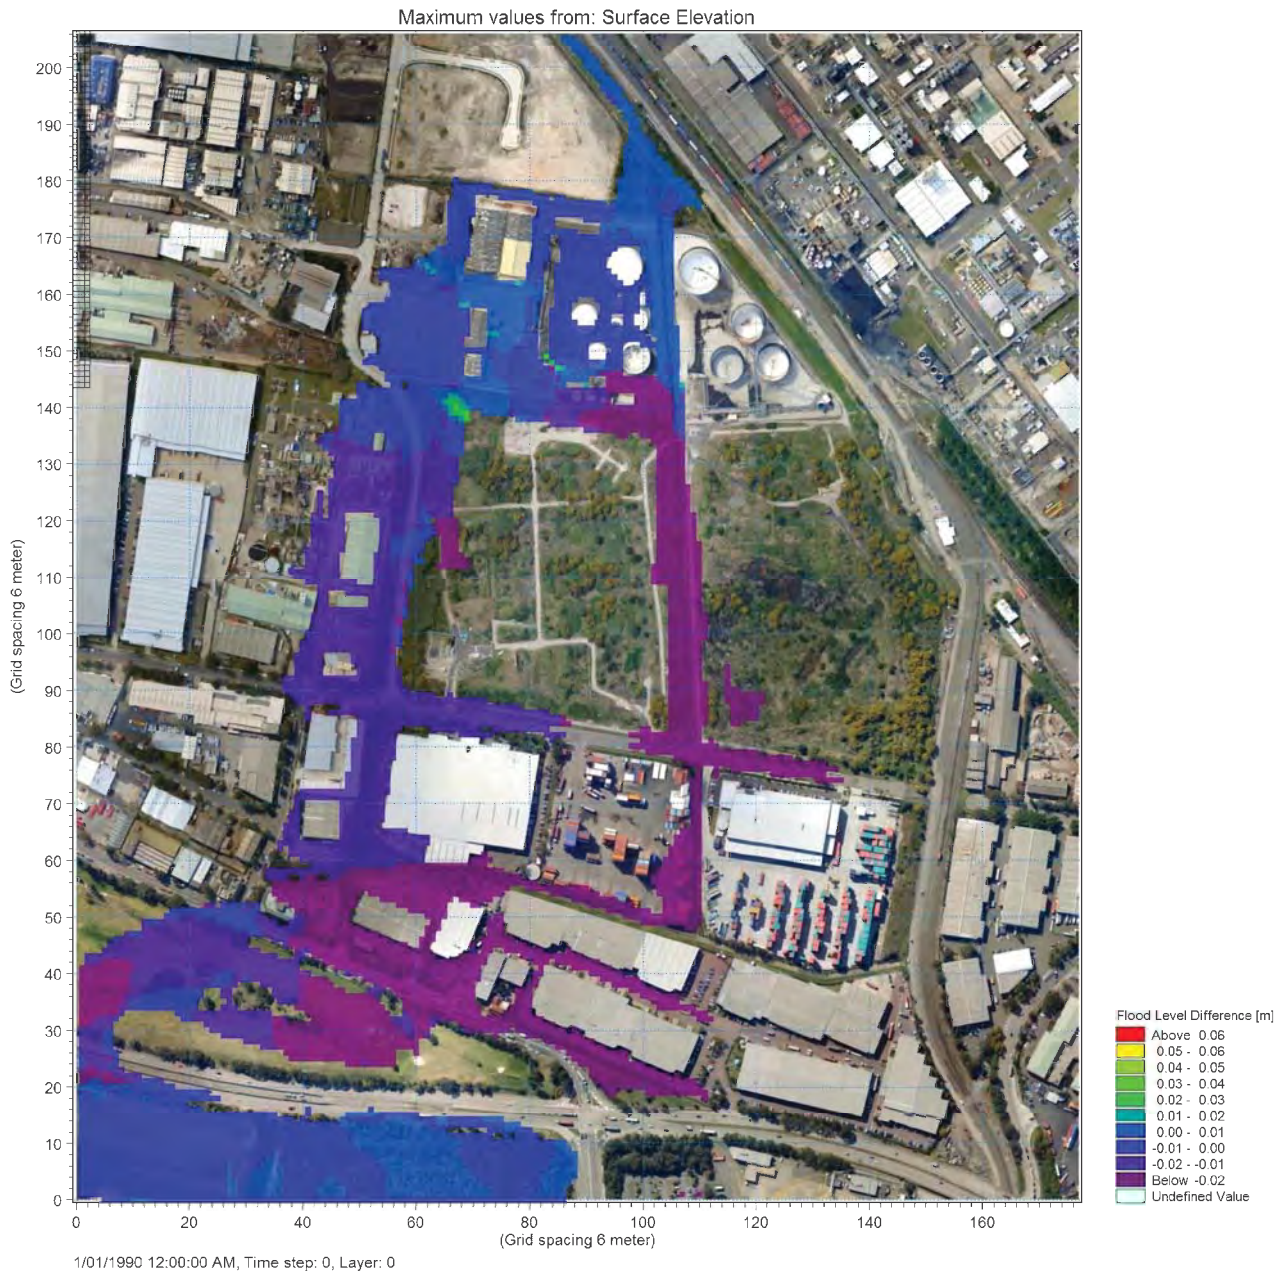 Maximum values from: Surface Elevation
200
190
180
170
160
150
140
130
120
110
100
90
80
70
60
50
40
30
20
10
0
(Grid spacing 6 meter)
0 20 40 60 80 100 120 140 160
(Grid spacing 6 meter)
1/01/1990 12:00:00 AM, Time step: 0, Layer: 0
Flood Level Difference [m]
Above 0.06
0.05 - 0.06
0.04 - 0.05
0.03 - 0.04
0.02 - 0.03
0.01 - 0.02
0.00 - 0.01
-0.01 - 0.00
-0.02 - -0.01
Below -0.02
Undefined Value